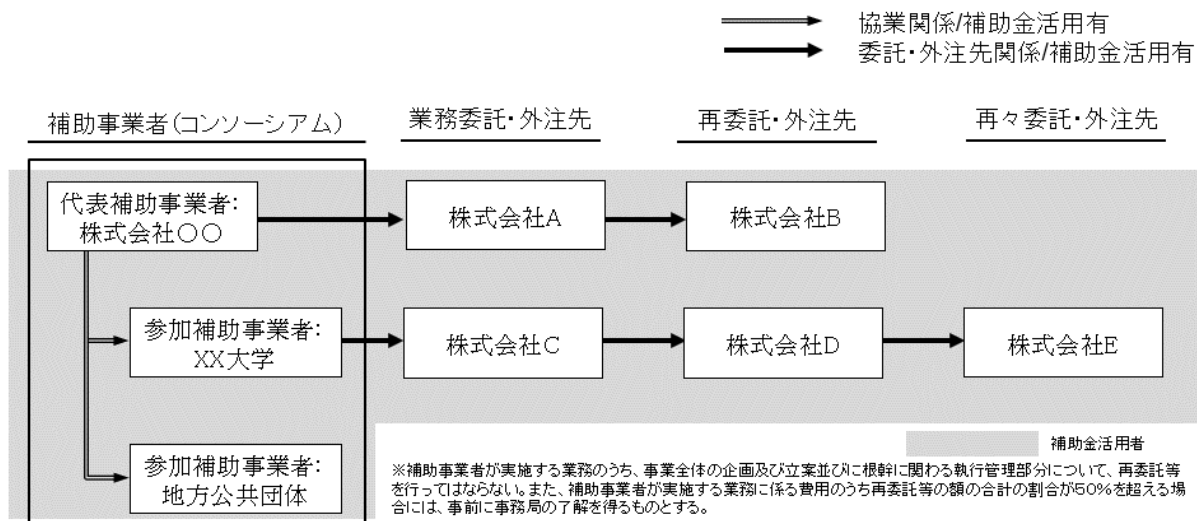 協業関係/補助金活用有
委託・外注先関係/補助金活用有
補助事業者(コンソーシアム)
業務委託・外注先
再委託・外注先
再々委託・外注先
代表補助事業者:
株式会社〇〇
株式会社A
株式会社B
参加補助事業者:
XX大学
株式会社C
株式会社D
株式会社E
参加補助事業者:
地方公共団体
補助金活用者
※補助事業者が実施する業務のうち、事業全体の企画及び立案並びに根幹に関わる執行管理部分について、再委託等
を行ってはならない。また、補助事業者が実施する業務に係る費用のうち再委託等の額の合計の割合が50%を超える場
合には、事前に事務局の了解を得るものとする。